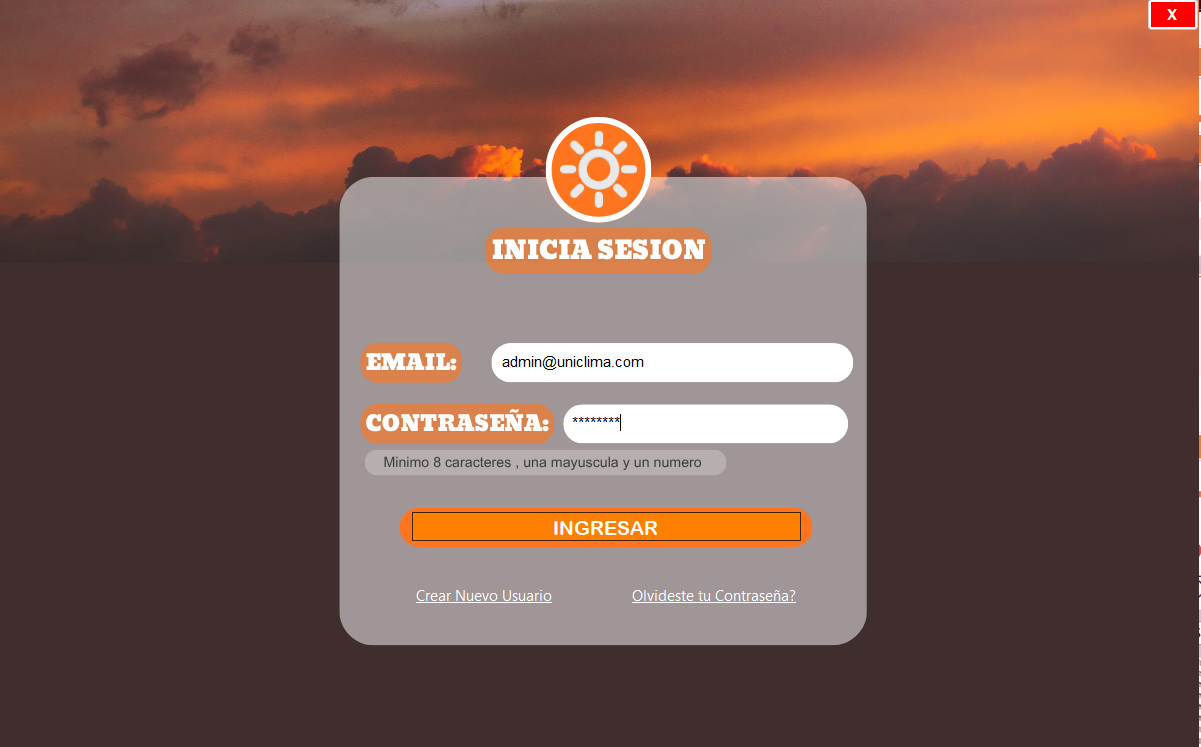 X
INICIA SESION
EMAIL:
admin@uniclima.com
CONTRASEÑA:
********
Minimo 8 caracteres , una mayuscula y un numero
INGRESAR
Crear Nuevo Usuario
Olvideste tu Contraseña?